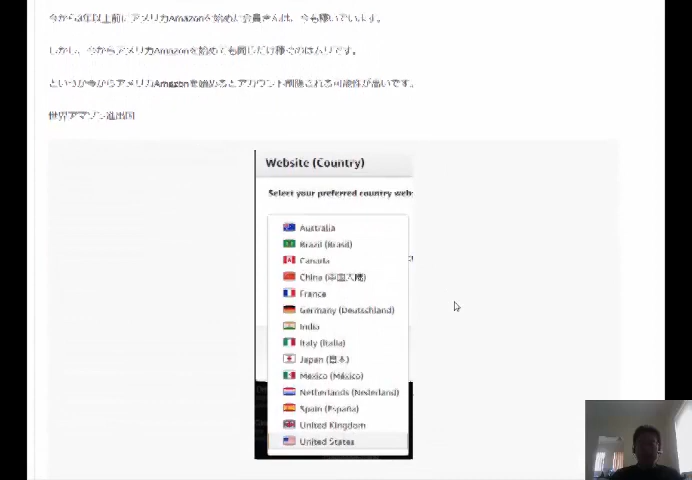 今から3年以上前にアメリカAmazonを始めた会員さんは、今も稼いでいます。
しかし、今からアメリカAmazonを始めても同じだけ稼ぐのはムリです。
というか今からアメリカAmazonを始めるとアカウント削除される可能性が高いです。
世界アマゾン進出国
Website (Country)
Select your preferred country web
Australia
Brazil (Brasil)
Canada
China (中国大陆)
France
Germany (Deutschland)
India
Italy (Italia)
Japan (日本)
Mexico (México)
Netherlands (Nederland)
Spain (España)
United Kingdom
United States